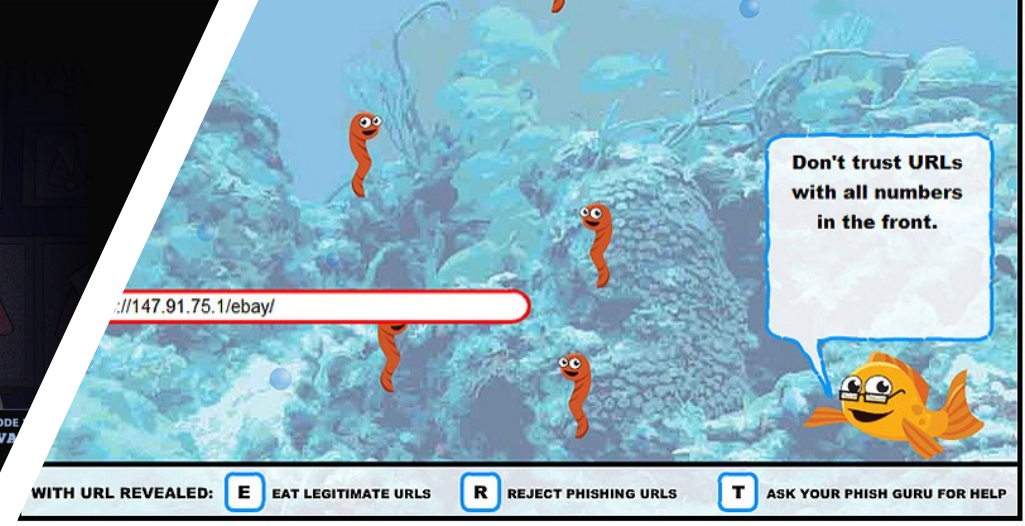 Don't trust URLs
with all numbers
in the front.
://147.91.75.1/ebay/
WITH URL REVEALED: E EAT LEGITIMATE URLS R REJECT PHISHING URLS T ASK YOUR PHISH GURU FOR HELP